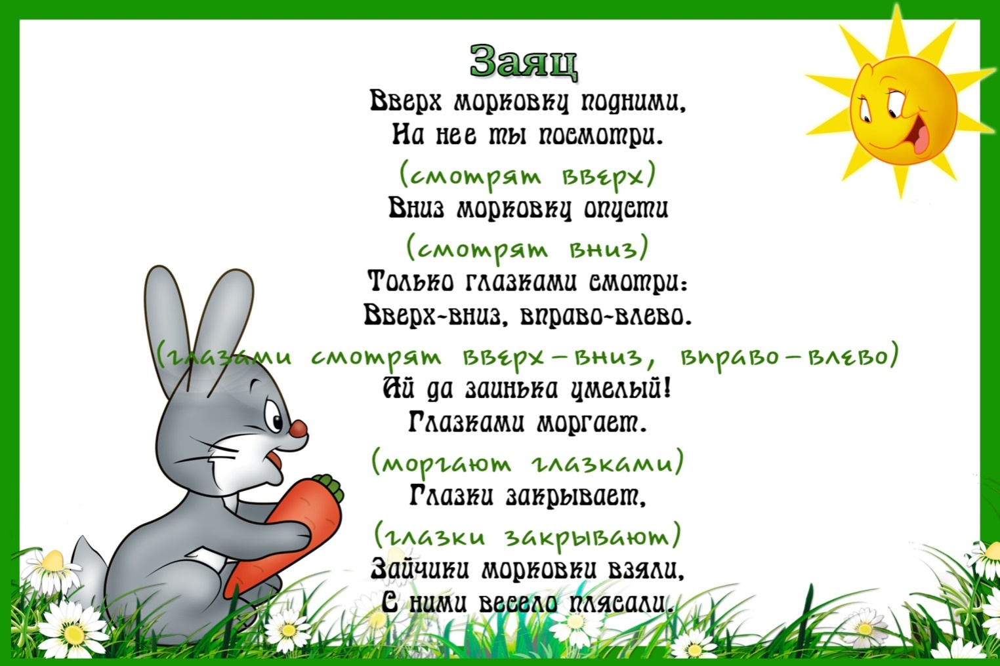 Заяц
Вверх морковку подними,
На нее ты посмотри.
(смотрят вверх)
Вниз морковку опусти
(смотрят вниз)
Только глазками смотри:
Вверх-вниз, вправо-влево.
(глазами смотрят вверх-вниз, вправо-влево)
Ай да заинька умелый!
Глазками моргает.
(моргают глазками)
Глазки закрывает,
(глазки закрывают)
Зайчики морковки взяли,
С ними весело плясали.